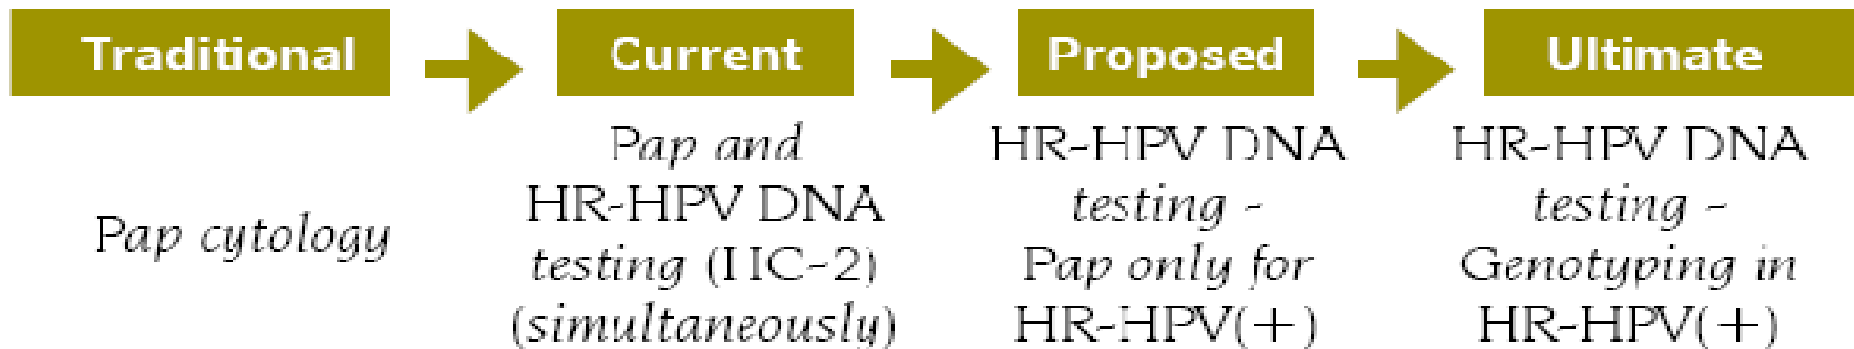 Traditional
Current
Proposed
Ultimate
Pap cytology
Pap and
HR-HPV DNA
testing (HC-2)
(simultaneously)
HR-HPV DNA
testing -
Pap only for
HR-HPV(+)
HR-HPV DNA
testing -
Genotyping in
HR-HPV(+)